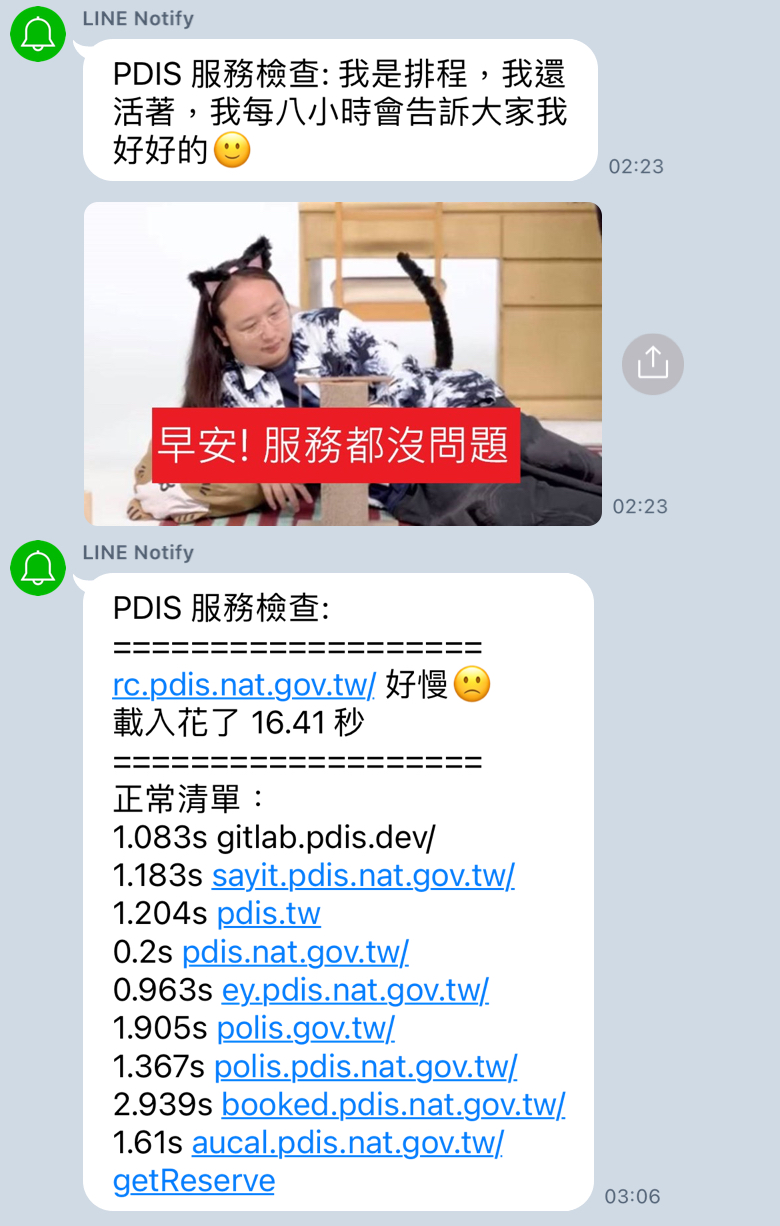 LINE Notify
PDIS 服務檢查: 我是排程，我還
活著，我每八小時會告訴大家我
好好的🙂
02:23
早安! 服務都沒問題
02:23
LINE Notify
PDIS 服務檢查:
===================
rc.pdis.nat.gov.tw/ 好慢🙁
載入花了 16.41 秒
===================
正常清單：
1.083s gitlab.pdis.dev/
1.183s sayit.pdis.nat.gov.tw/
1.204s pdis.tw
0.2s pdis.nat.gov.tw/
0.963s ey.pdis.nat.gov.tw/
1.905s polis.gov.tw/
1.367s polis.pdis.nat.gov.tw/
2.939s booked.pdis.nat.gov.tw/
1.61s aucal.pdis.nat.gov.tw/
getReserve
03:06